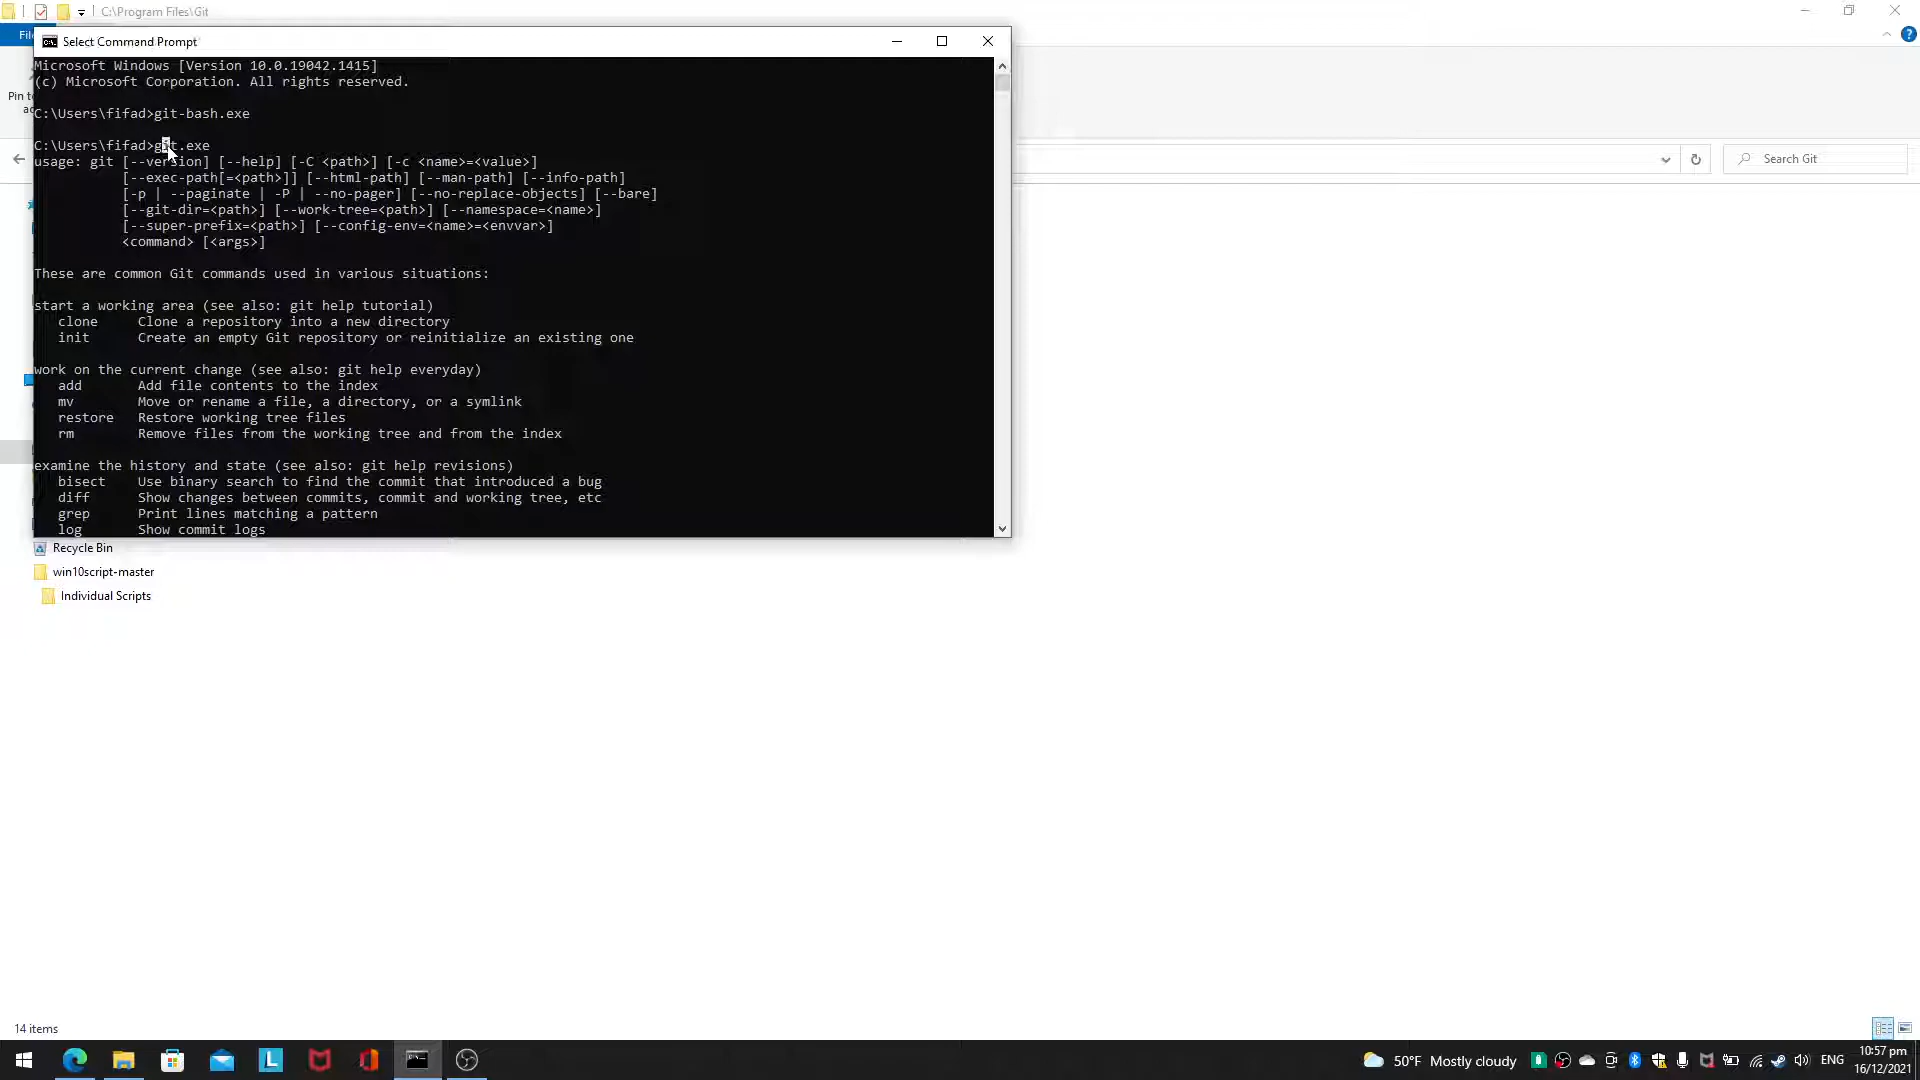 C:\Program Files\Git
Select Command Prompt
Microsoft Windows [Version 10.0.19042.1415]
(c) Microsoft Corporation. All rights reserved.
C:\Users\fifad>git-bash.exe
C:\Users\fifad>git.exe
usage: git [--version] [--help] [-C <path>] [-c <name>=<value>]
[--exec-path[=<path>]] [--html-path] [--man-path] [--info-path]
[-p | --paginate | -P | --no-pager] [--no-replace-objects] [--bare]
[--git-dir=<path>] [--work-tree=<path>] [--namespace=<name>]
[--super-prefix=<path>] [--config-env=<name>=<envvar>]
<command> [<args>]
These are common Git commands used in various situations:
start a working area (see also: git help tutorial)
clone Clone a repository into a new directory
init Create an empty Git repository or reinitialize an existing one
work on the current change (see also: git help everyday)
add Add file contents to the index
mv Move or rename a file, a directory, or a symlink
restore Restore working tree files
rm Remove files from the working tree and from the index
examine the history and state (see also: git help revisions)
bisect Use binary search to find the commit that introduced a bug
diff Show changes between commits, commit and working tree, etc
grep Print lines matching a pattern
log Show commit logs
Pin to
Search Git
Recycle Bin
win10script-master
Individual Scripts
14 items
50°F Mostly cloudy
ENG
10:57 pm
16/12/2021